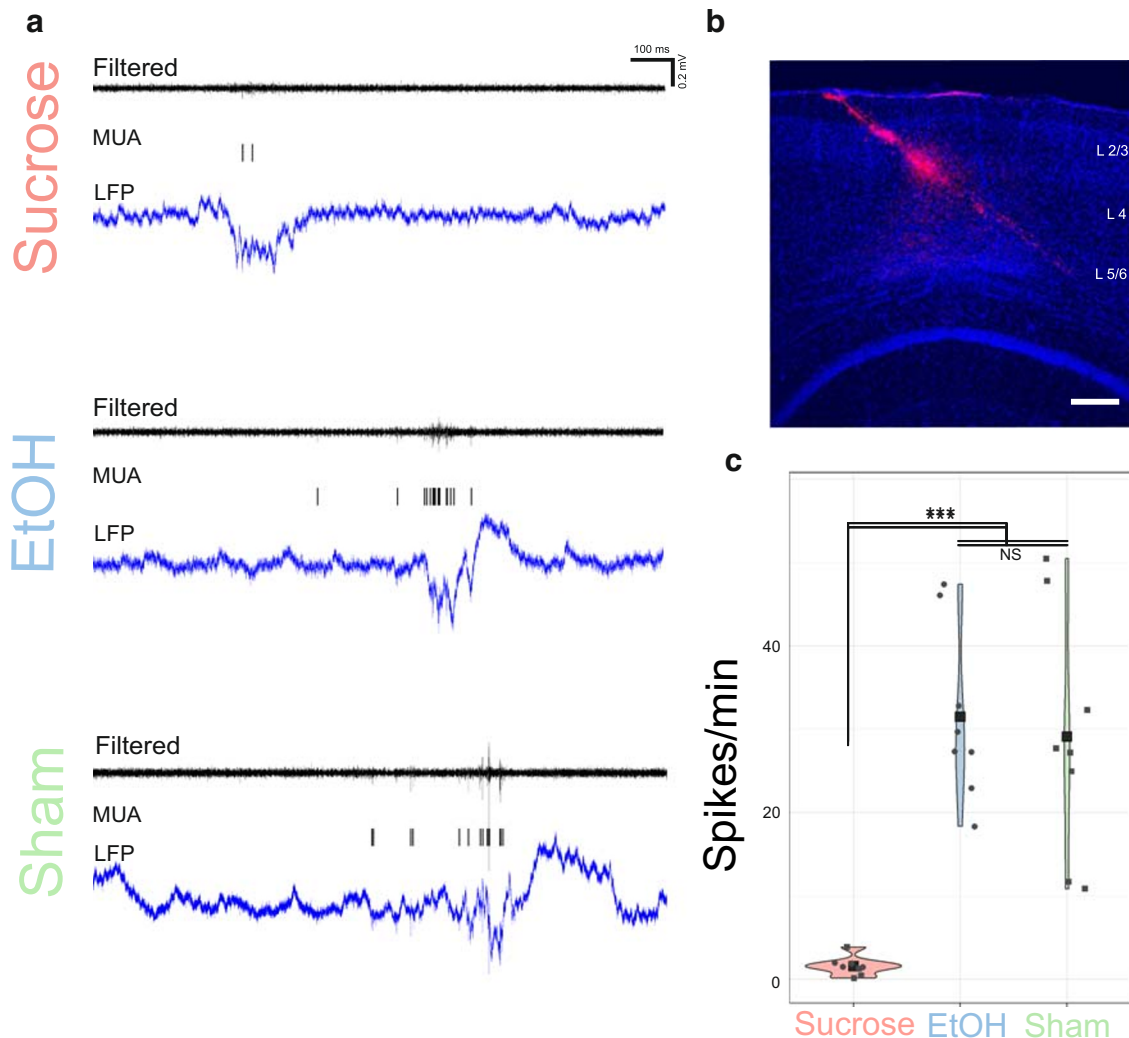 a
Sucrose
Filtered
MUA
LFP
100 ms
0.2 mV
EtOH
Filtered
MUA
LFP
Sham
Filtered
MUA
LFP
b
L 2/3
L 4
L 5/6
c
Spikes/min
***
NS
40
20
0
Sucrose EtOH Sham